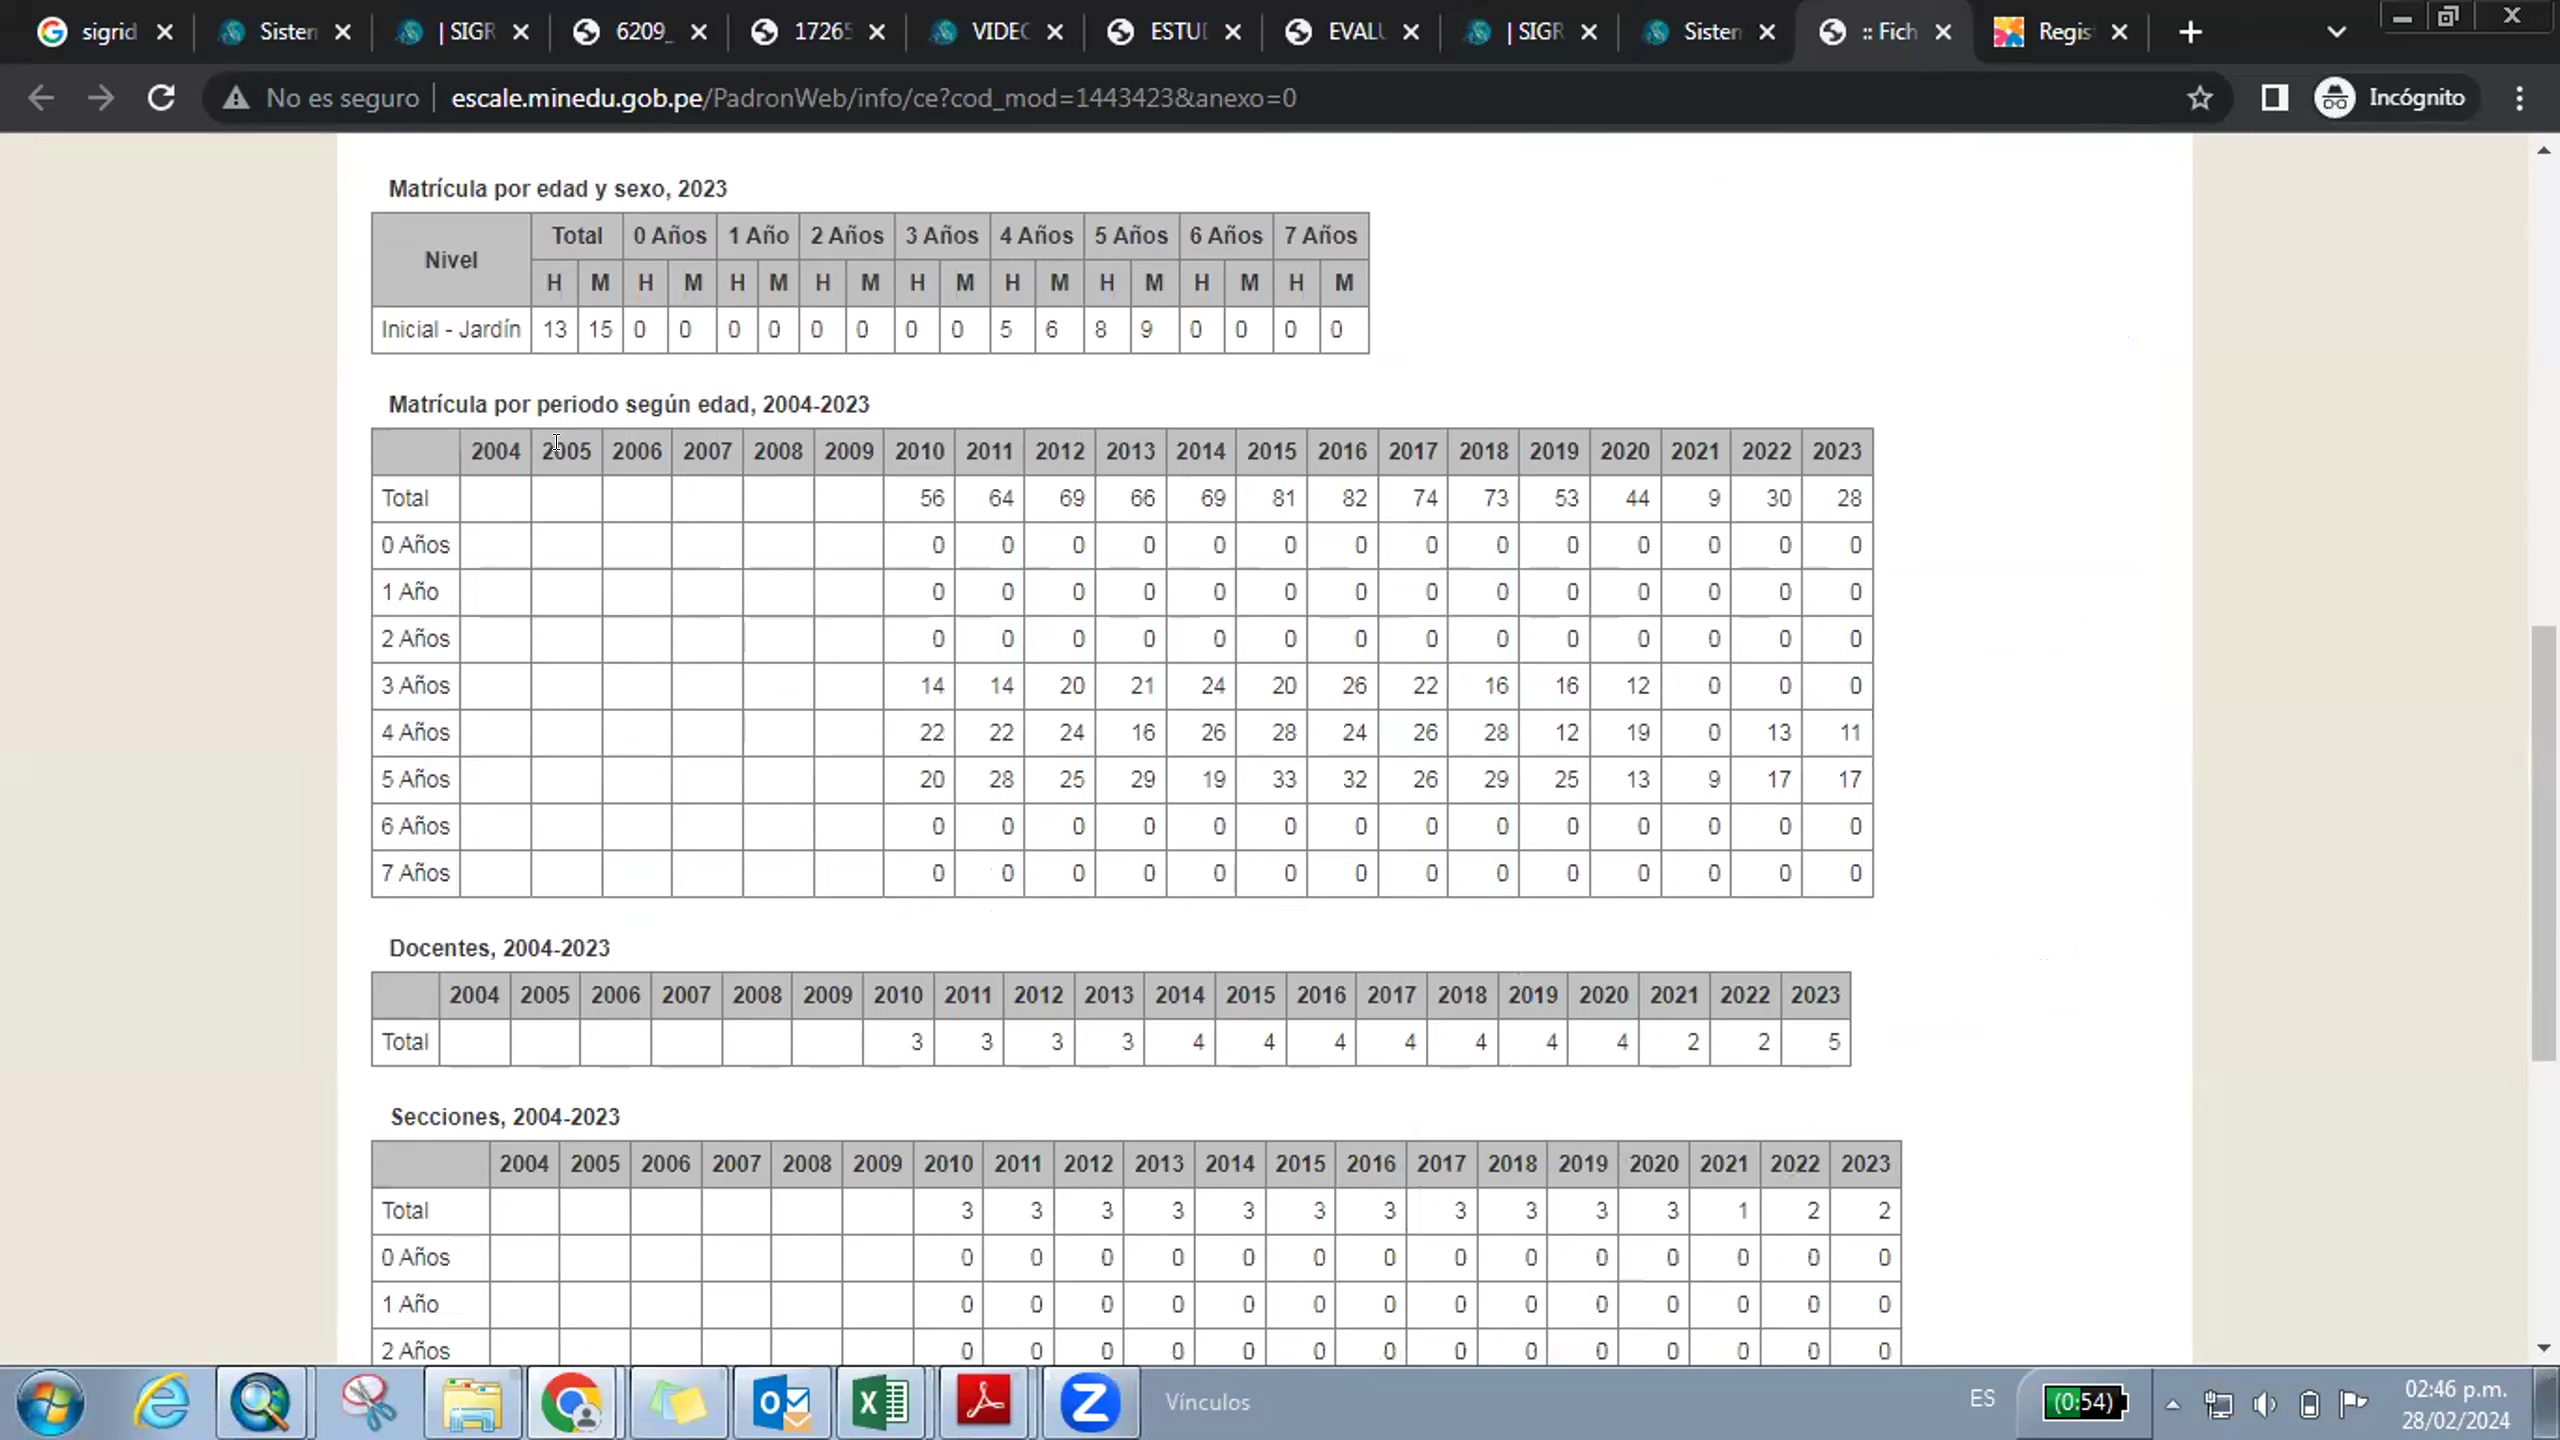 sigrid
Sistem
| SIGR
6209_
1726
VIDEO
ESTUI
EVALU
| SIGR
Sistem
:: Fich
Regis
No es seguro
escale.minedu.gob.pe/PadronWeb/info/ce?cod_mod=1443423&anexo=0
Incógnito
Matrícula por edad y sexo, 2023
Nivel Total 0 Años 1 Año 2 Años 3 Años 4 Años 5 Años 6 Años 7 Años
H M H M H M H M H M H M H M H M H M
Inicial - Jardín 13 15 0 0 0 0 0 0 0 0 5 6 8 9 0 0 0 0
Matrícula por periodo según edad, 2004-2023
2004 2005 2006 2007 2008 2009 2010 2011 2012 2013 2014 2015 2016 2017 2018 2019 2020 2021 2022 2023
Total 56 64 69 66 69 81 82 74 73 53 44 9 30 28
0 Años 0 0 0 0 0 0 0 0 0 0 0 0 0 0
1 Año 0 0 0 0 0 0 0 0 0 0 0 0 0 0
2 Años 0 0 0 0 0 0 0 0 0 0 0 0 0 0
3 Años 14 14 20 21 24 20 26 22 16 16 12 0 0 0
4 Años 22 22 24 16 26 28 24 26 28 12 19 0 13 11
5 Años 20 28 25 29 19 33 32 26 29 25 13 9 17 17
6 Años 0 0 0 0 0 0 0 0 0 0 0 0 0 0
7 Años 0 0 0 0 0 0 0 0 0 0 0 0 0 0
Docentes, 2004-2023
2004 2005 2006 2007 2008 2009 2010 2011 2012 2013 2014 2015 2016 2017 2018 2019 2020 2021 2022 2023
Total 3 3 3 3 4 4 4 4 4 4 4 2 2 5
Secciones, 2004-2023
2004 2005 2006 2007 2008 2009 2010 2011 2012 2013 2014 2015 2016 2017 2018 2019 2020 2021 2022 2023
Total 3 3 3 3 3 3 3 3 3 3 3 1 2 2
0 Años 0 0 0 0 0 0 0 0 0 0 0 0 0 0
1 Año 0 0 0 0 0 0 0 0 0 0 0 0 0 0
2 Años 0 0 0 0 0 0 0 0 0 0 0 0 0 0
Vínculos
ES
(0:54)
02:46 p.m.
28/02/2024